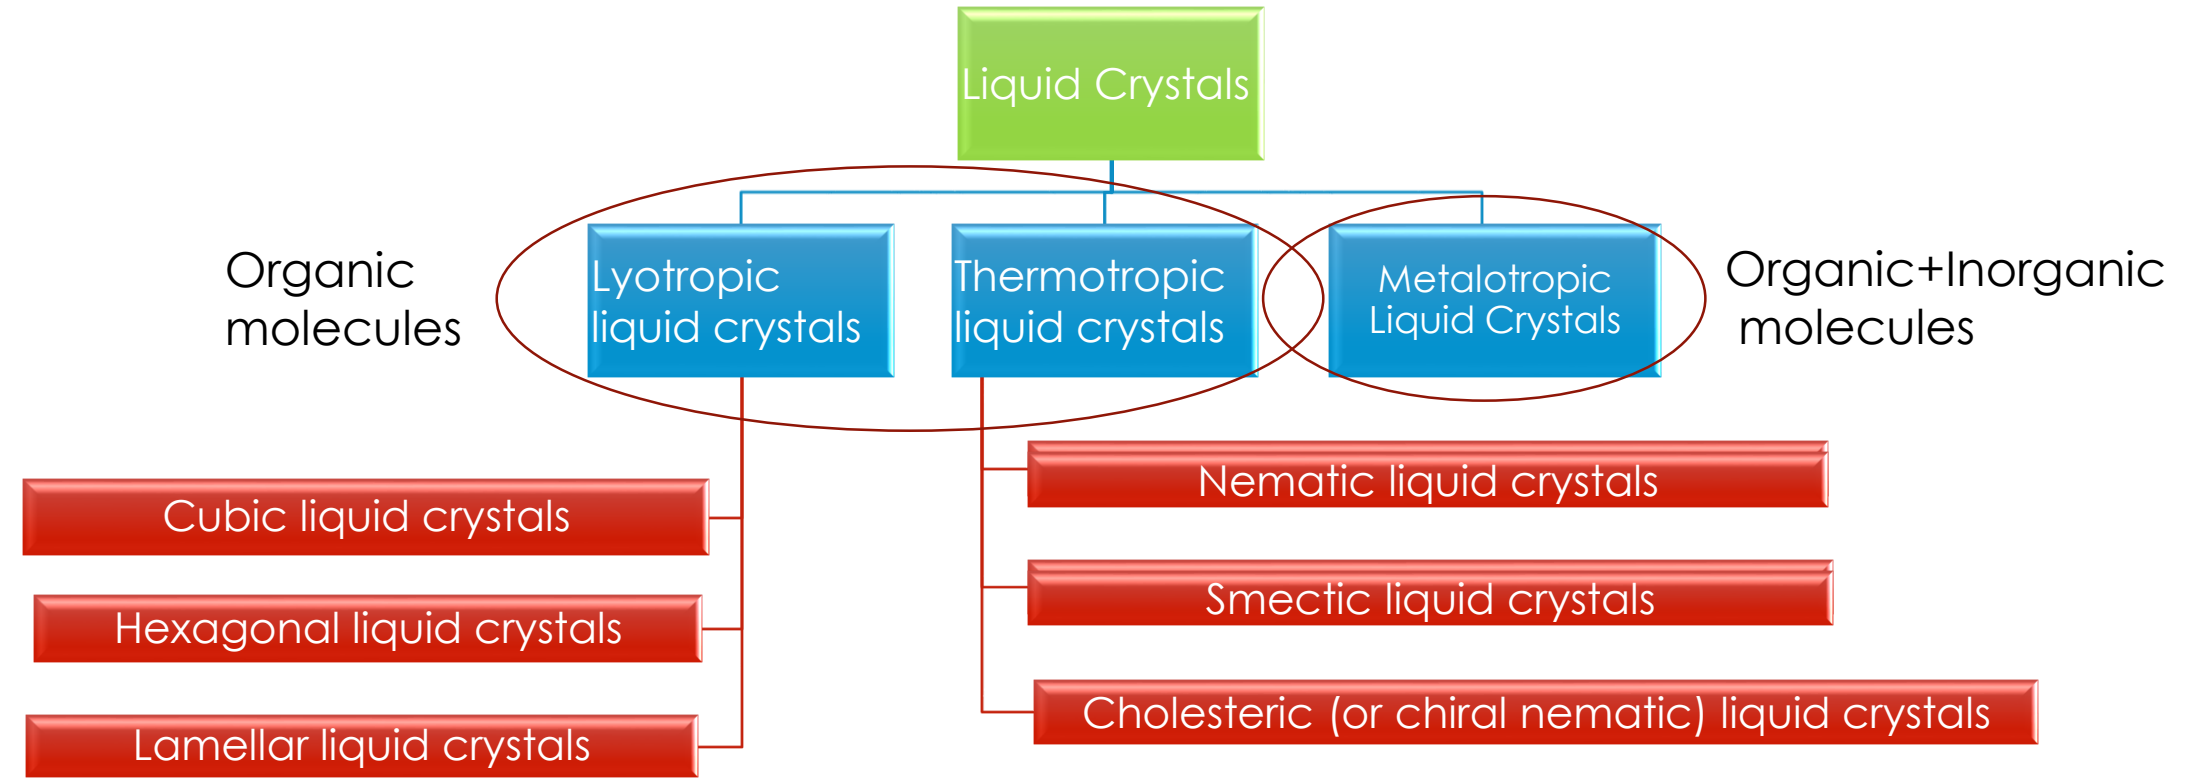 Liquid Crystals
Organic
molecules
Lyotropic
liquid crystals
Thermotropic
liquid crystals
Metalotropic
Liquid Crystals
Organic+Inorganic
molecules
Cubic liquid crystals
Hexagonal liquid crystals
Lamellar liquid crystals
Nematic liquid crystals
Smectic liquid crystals
Cholesteric (or chiral nematic) liquid crystals